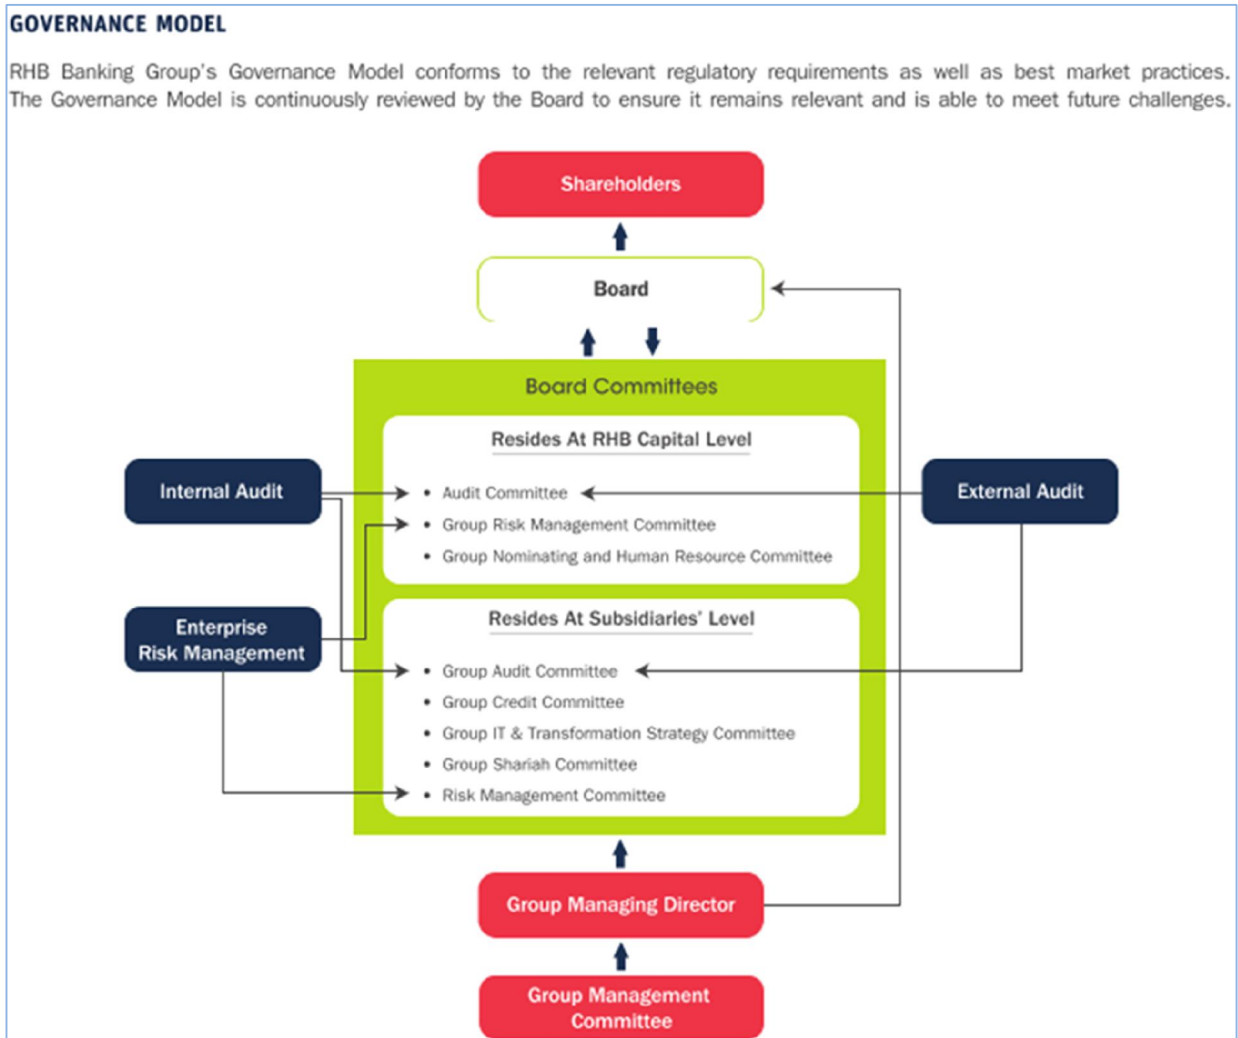 GOVERNANCE MODEL
RHB Banking Group's Governance Model conforms to the relevant regulatory requirements as well as best market practices.
The Governance Model is continuously reviewed by the Board to ensure it remains relevant and is able to meet future challenges.
Shareholders
Board
Board Committees
Resides At RHB Capital Level
• Audit Committee
• Group Risk Management Committee
• Group Nominating and Human Resource Committee
Internal Audit
External Audit
Enterprise
Risk Management
Resides At Subsidiaries' Level
• Group Audit Committee
• Group Credit Committee
• Group IT & Transformation Strategy Committee
• Group Shariah Committee
• Risk Management Committee
Group Managing Director
Group Management
Committee